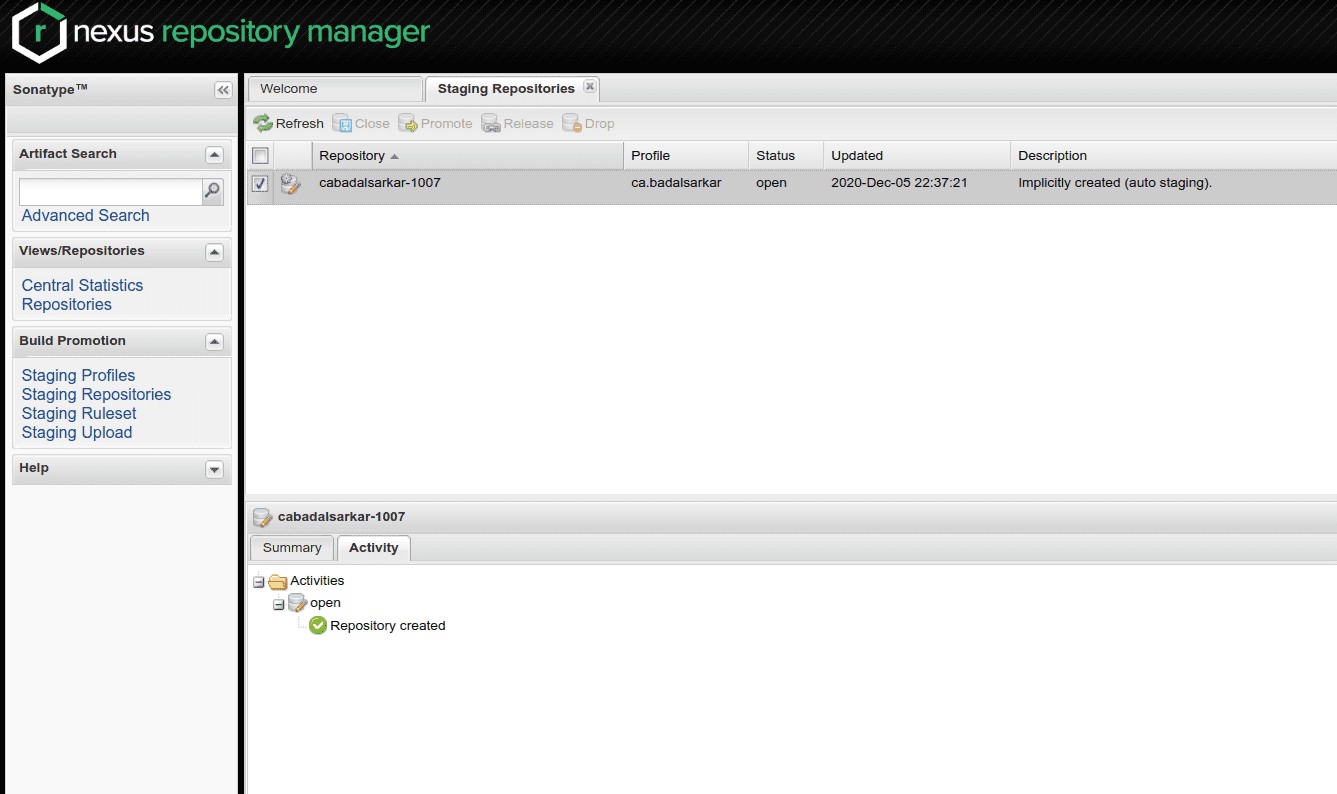 nexus repository manager
Sonatype™
Welcome
Staging Repositories
Refresh Close Promote Release Drop
Artifact Search
Advanced Search
Views/Repositories
Central Statistics
Repositories
Build Promotion
Staging Profiles
Staging Repositories
Staging Ruleset
Staging Upload
Help
Repository Profile Status Updated Description
cabadalsarkar-1007 ca.badalsarkar open 2020-Dec-05 22:37:21 Implicitly created (auto staging).
cabadalsarkar-1007
Summary Activity
Activities
open
Repository created